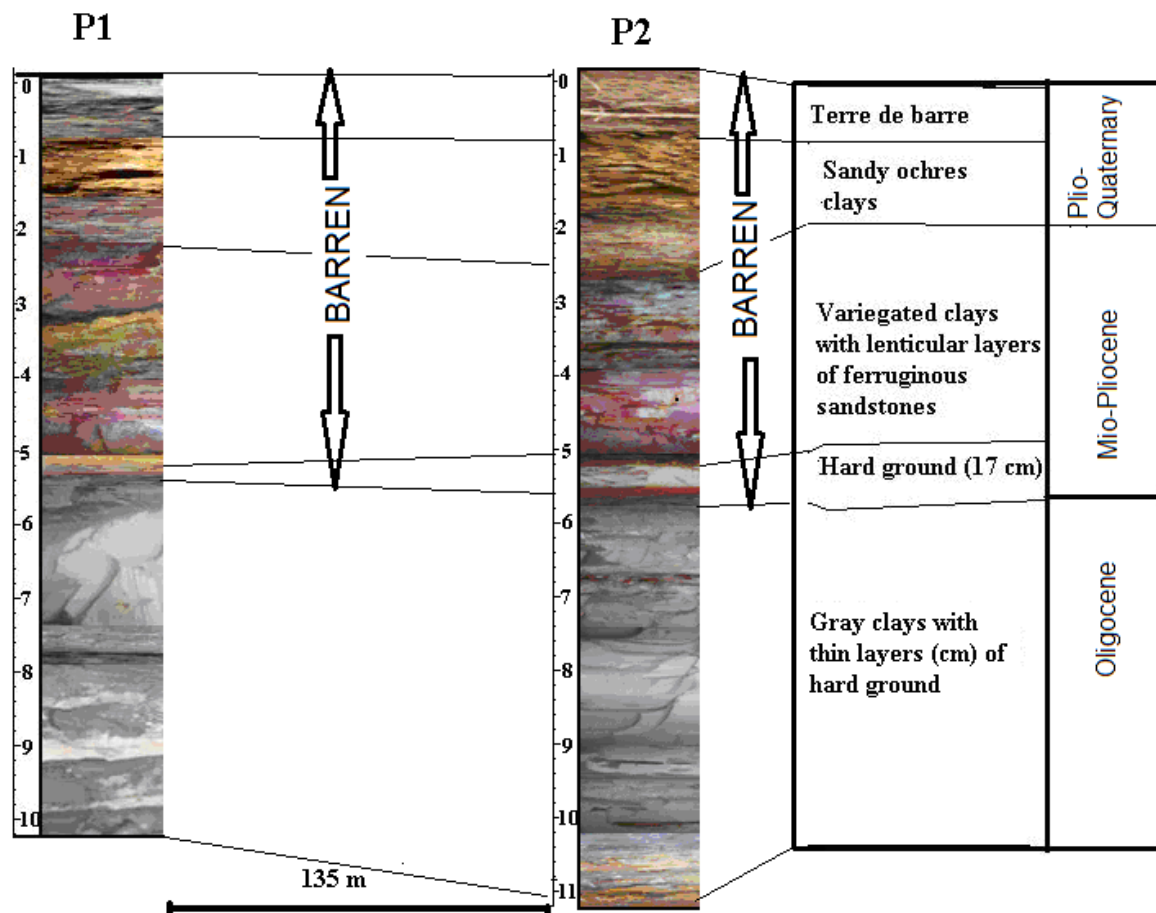 P1
P2
0
1
2
3
4
5
6
7
8
9
10
BARREN
135 m
0
1
2
3
4
5
6
7
8
9
10
11
BARREN
Terre de barre
Sandy ochres
clays
Variegated clays
with lenticular layers
of ferruginous
sandstones
Hard ground (17 cm)
Gray clays with
thin layers (cm) of
hard ground
Plio-
Quaternary
Mio-Pliocene
Oligocene